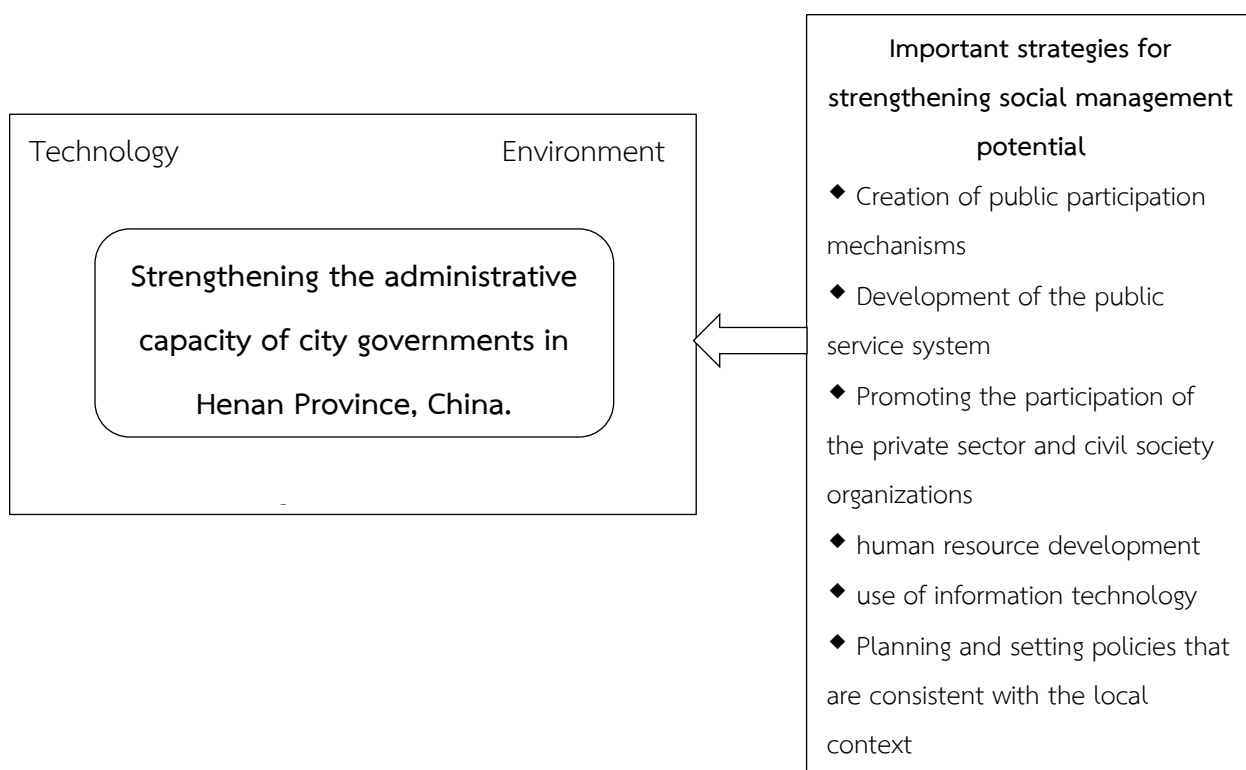 Technology
Environment
Strengthening the administrative
capacity of city governments in
Henan Province, China.
Important strategies for
strengthening social management
potential
◆ Creation of public participation
mechanisms
◆ Development of the public
service system
◆ Promoting the participation of
the private sector and civil society
organizations
◆ human resource development
◆ use of information technology
◆ Planning and setting policies that
are consistent with the local
context